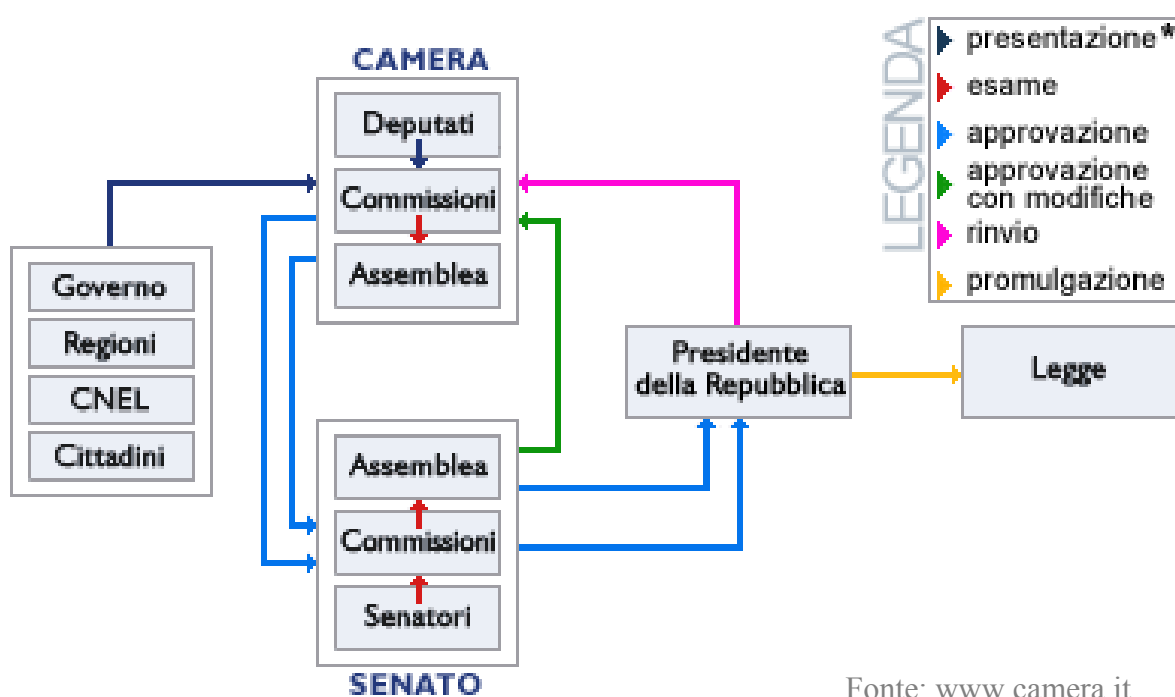 CAMERA
Deputati
Commissioni
Assemblea
Governo
Regioni
CNEL
Cittadini
Assemblea
Commissioni
Senatori
SENATO
Presidente
della Repubblica
Legge
LEGENDA
presentazione*
esame
approvazione
approvazione
con modifiche
rinvio
promulgazione
Fonte: www.camera.it